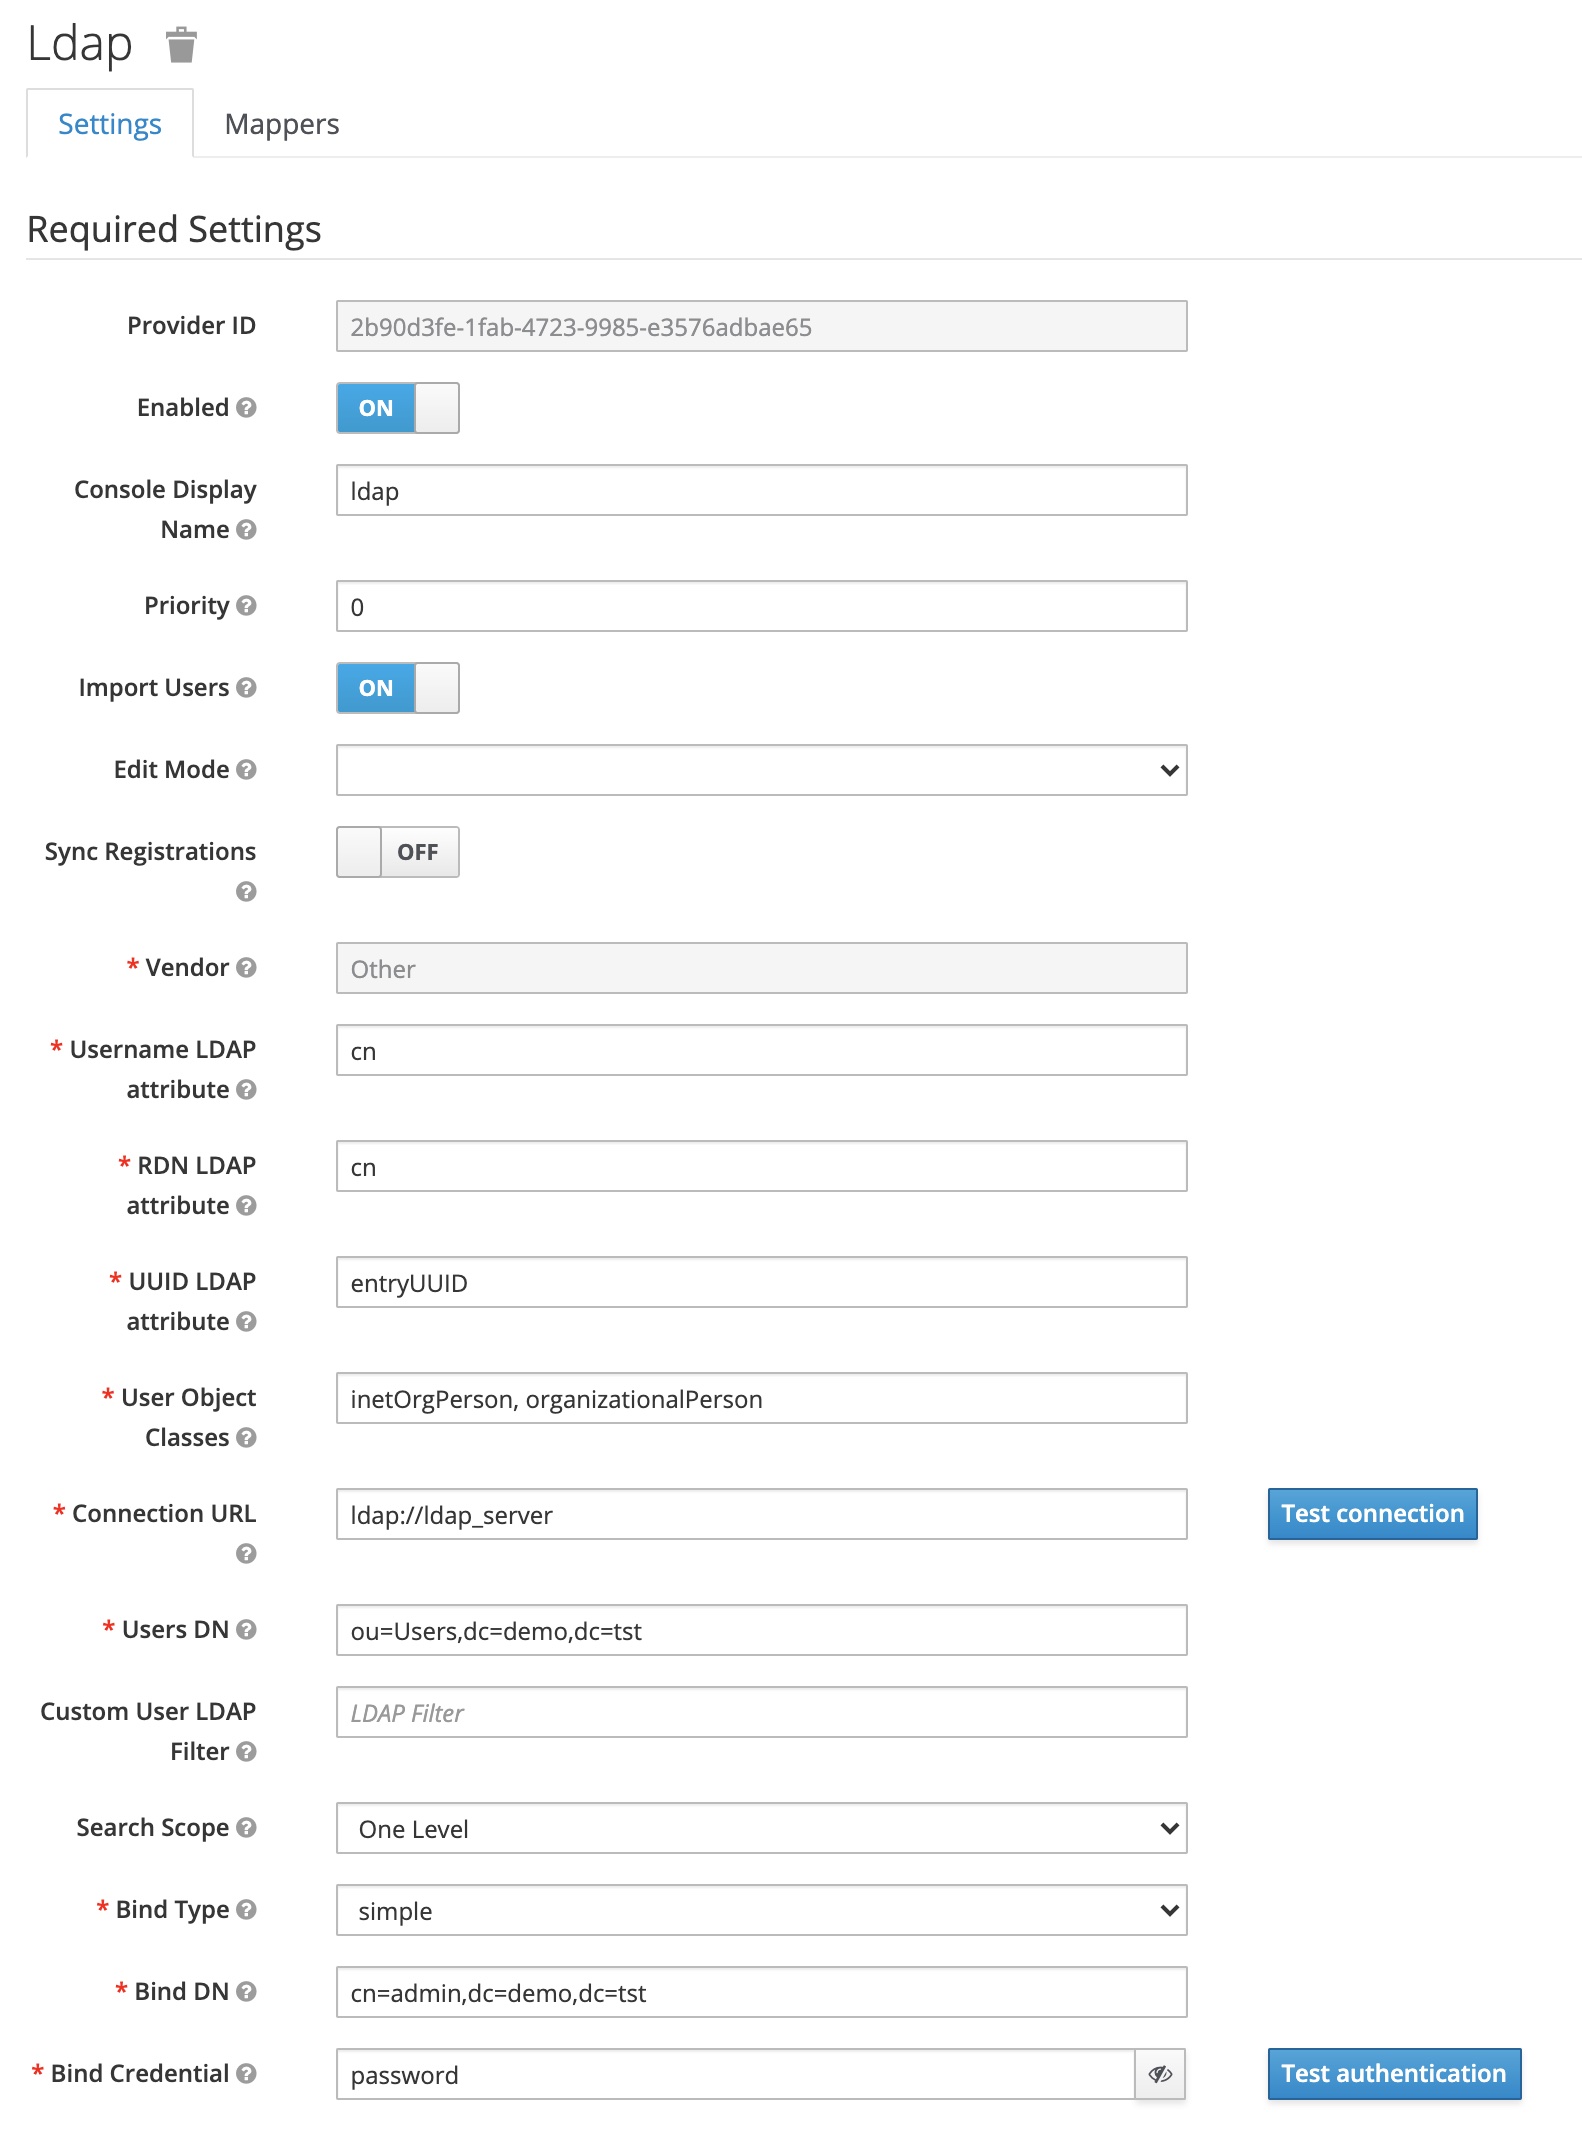 Ldap
Settings
Mappers
Required Settings
Provider ID
2b90d3fe-1fab-4723-9985-e3576adbae65
Enabled
ON
Console Display
Name
ldap
Priority
0
Import Users
ON
Edit Mode
Sync Registrations
OFF
* Vendor
Other
* Username LDAP
attribute
cn
* RDN LDAP
attribute
cn
* UUID LDAP
attribute
entryUUID
* User Object
Classes
inetOrgPerson, organizationalPerson
* Connection URL
ldap://ldap_server
Test connection
* Users DN
ou=Users,dc=demo,dc=tst
Custom User LDAP
Filter
LDAP Filter
Search Scope
One Level
* Bind Type
simple
* Bind DN
cn=admin,dc=demo,dc=tst
* Bind Credential
password
Test authentication